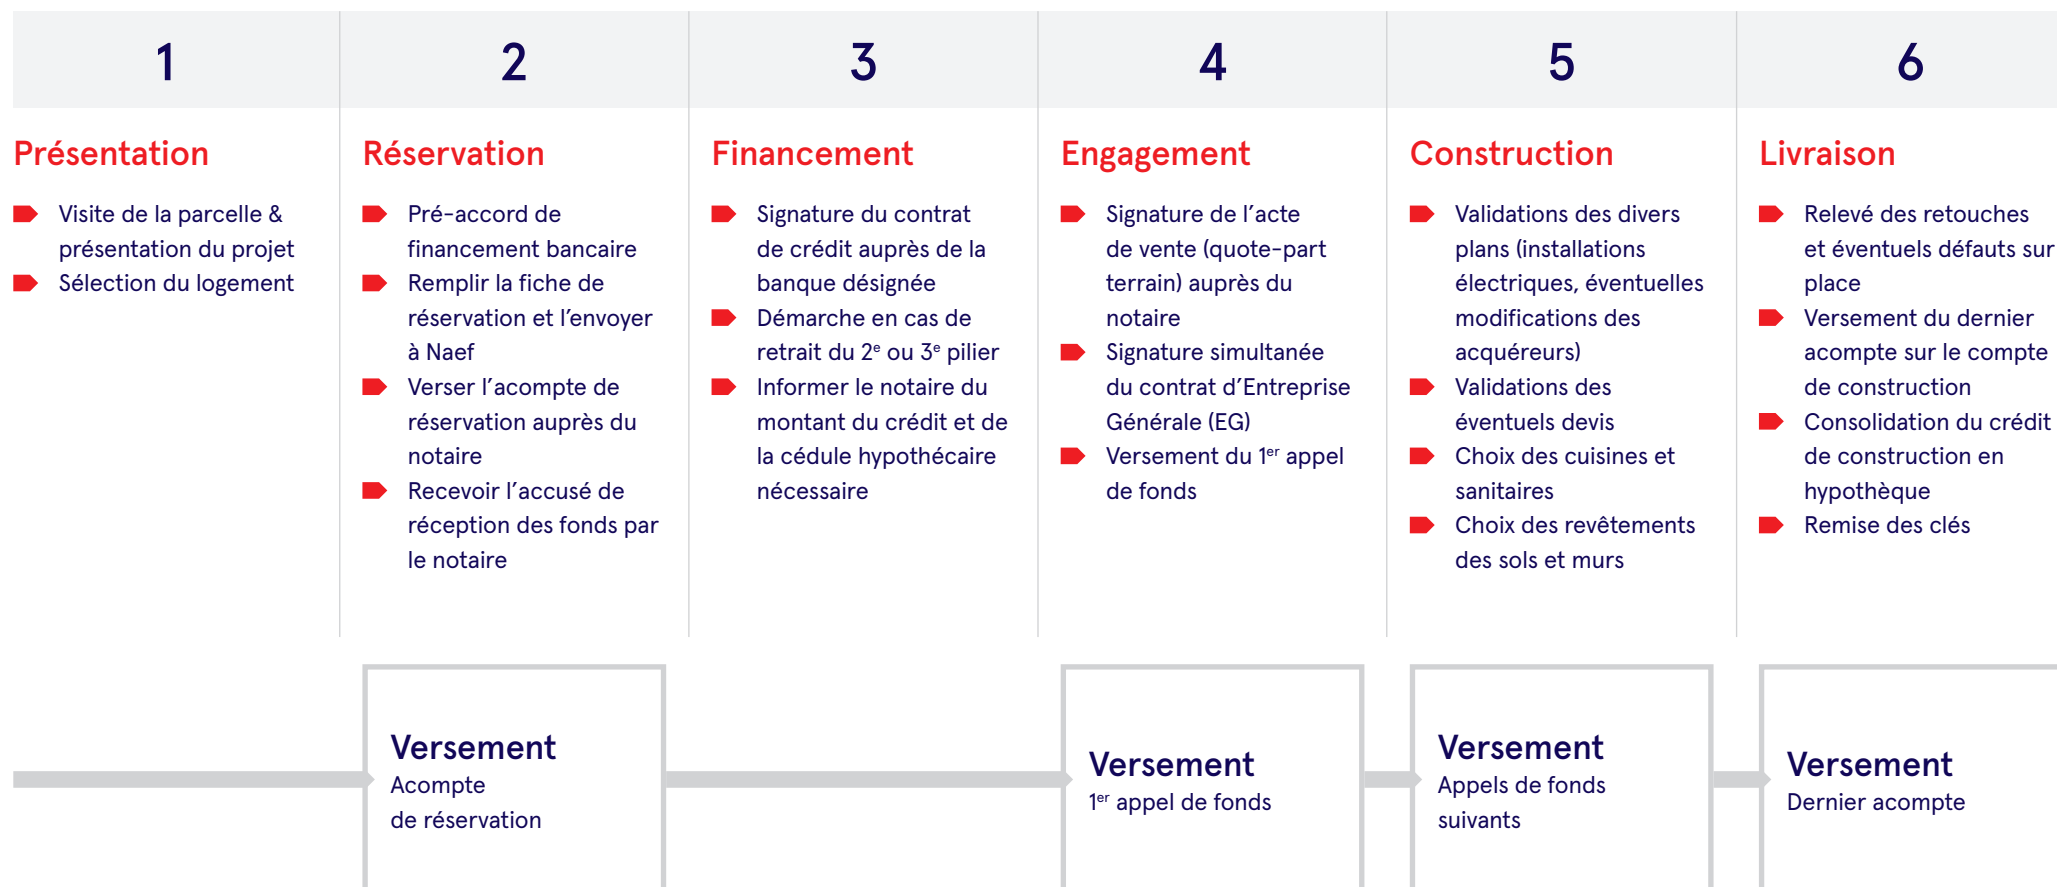 1
2
3
4
5
6
Présentation
Visite de la parcelle &
présentation du projet
Sélection du logement
Réservation
Pré-accord de
financement bancaire
Remplir la fiche de
réservation et l’envoyer
à Naef
Verser l’acompte de
réservation auprès du
notaire
Recevoir l’accusé de
réception des fonds par
le notaire
Financement
Signature du contrat
de crédit auprès de la
banque désignée
Démarche en cas de
retrait du 2e ou 3e pilier
Informer le notaire du
montant du crédit et de
la cédule hypothécaire
nécessaire
Engagement
Signature de l’acte
de vente (quote-part
terrain) auprès du
notaire
Signature simultanée
du contrat d’Entreprise
Générale (EG)
Versement du 1er appel
de fonds
Construction
Validations des divers
plans (installations
électriques, éventuelles
modifications des
acquéreurs)
Validations des
éventuels devis
Choix des cuisines et
sanitaires
Choix des revêtements
des sols et murs
Livraison
Relevé des retouches
et éventuels défauts sur
place
Versement du dernier
acompte sur le compte
de construction
Consolidation du crédit
de construction en
hypothèque
Remise des clés
Versement
Acompte
de réservation
Versement
1er appel de fonds
Versement
Appels de fonds
suivants
Versement
Dernier acompte